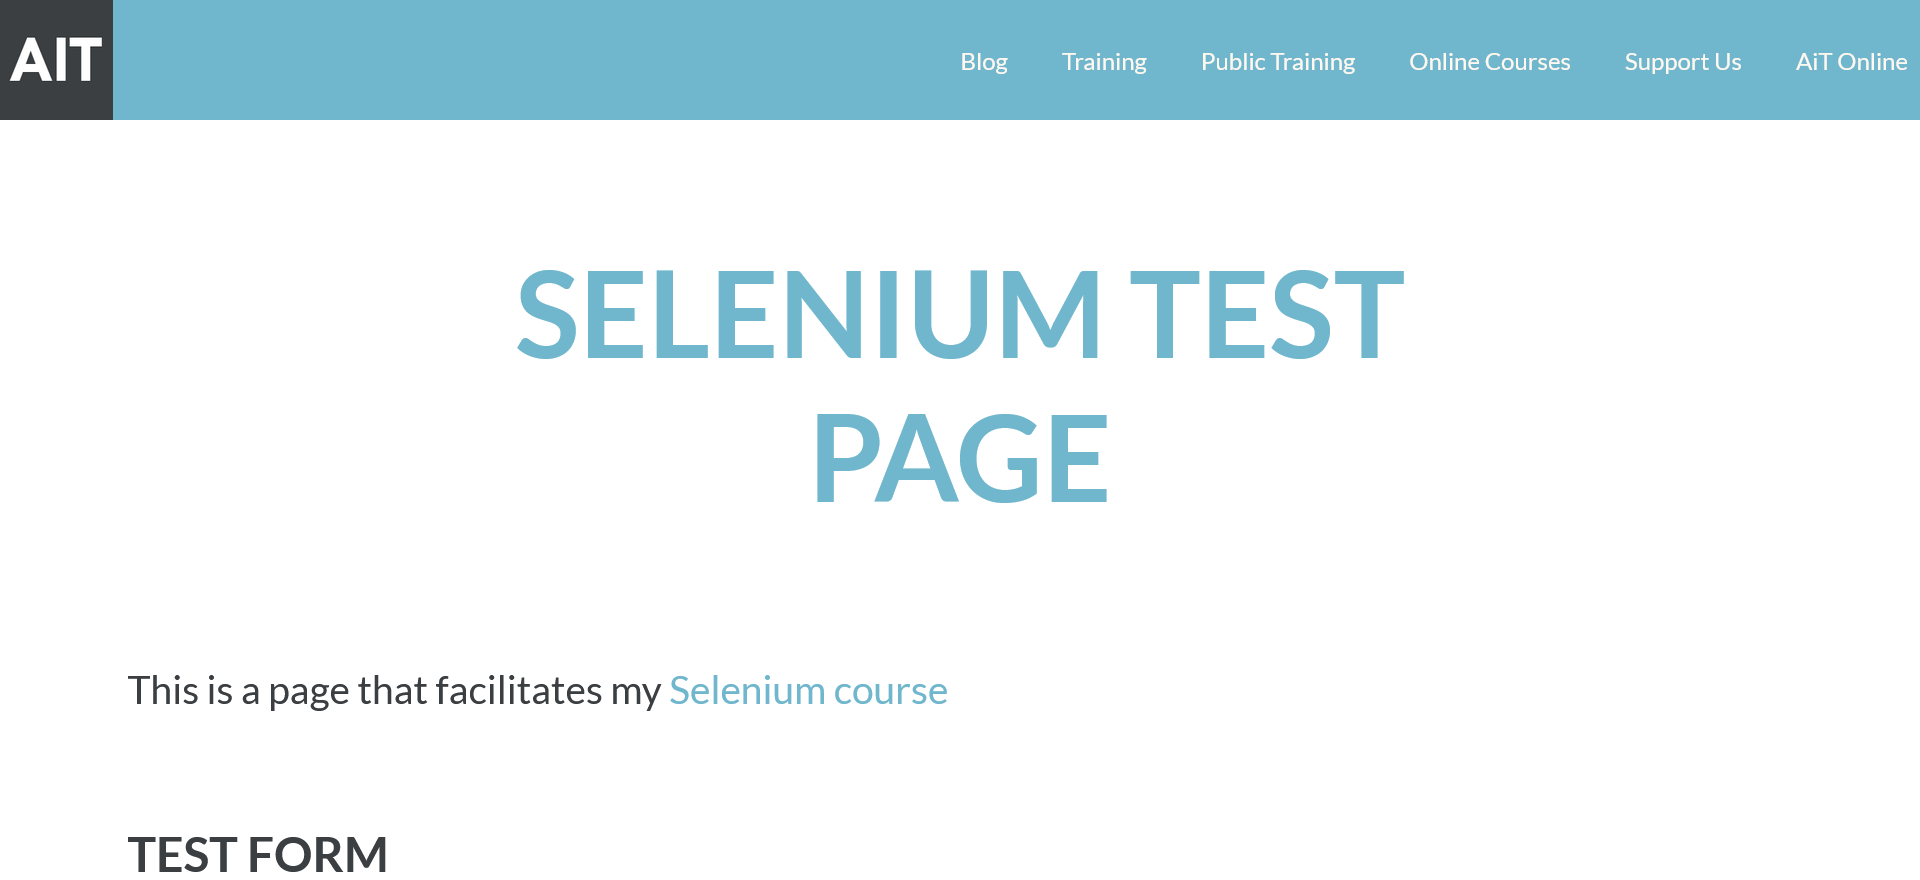 AIT
Blog Training Public Training Online Courses Support Us AiT Online
SELENIUM TEST
PAGE
This is a page that facilitates my Selenium course
TEST FORM